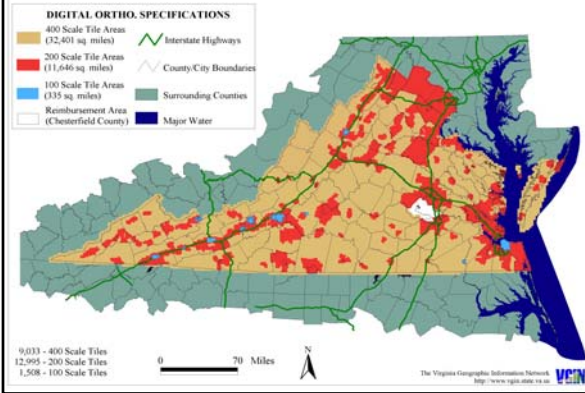 DIGITAL ORTHO. SPECIFICATIONS
400 Scale Tile Areas
(32,401 sq. miles)
Interstate Highways
200 Scale Tile Areas
(11,646 sq. miles)
County/City Boundaries
100 Scale Tile Areas
(335 sq. miles)
Surrounding Counties
Reimbursement Area
(Chesterfield County)
Major Water
9,033 - 400 Scale Tiles
12,995 - 200 Scale Tiles
1,508 - 100 Scale Tiles
0 70 Miles
N
The Virginia Geographic Information Network
http://www.vgin.state.va.us
VGIN